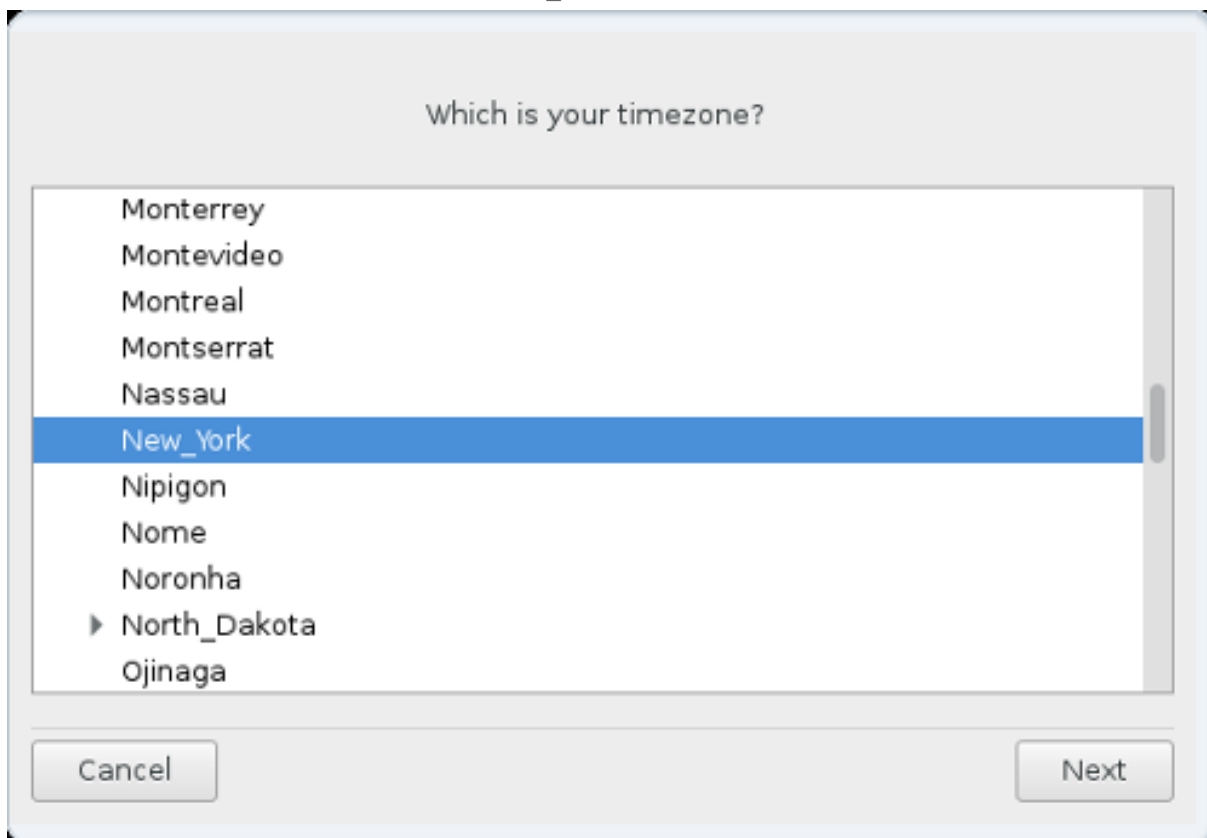 Which is your timezone?
Monterrey
Montevideo
Montreal
Montserrat
Nassau
New_York
Nipigon
Nome
Noronha
North_Dakota
Ojinaga
Cancel
Next